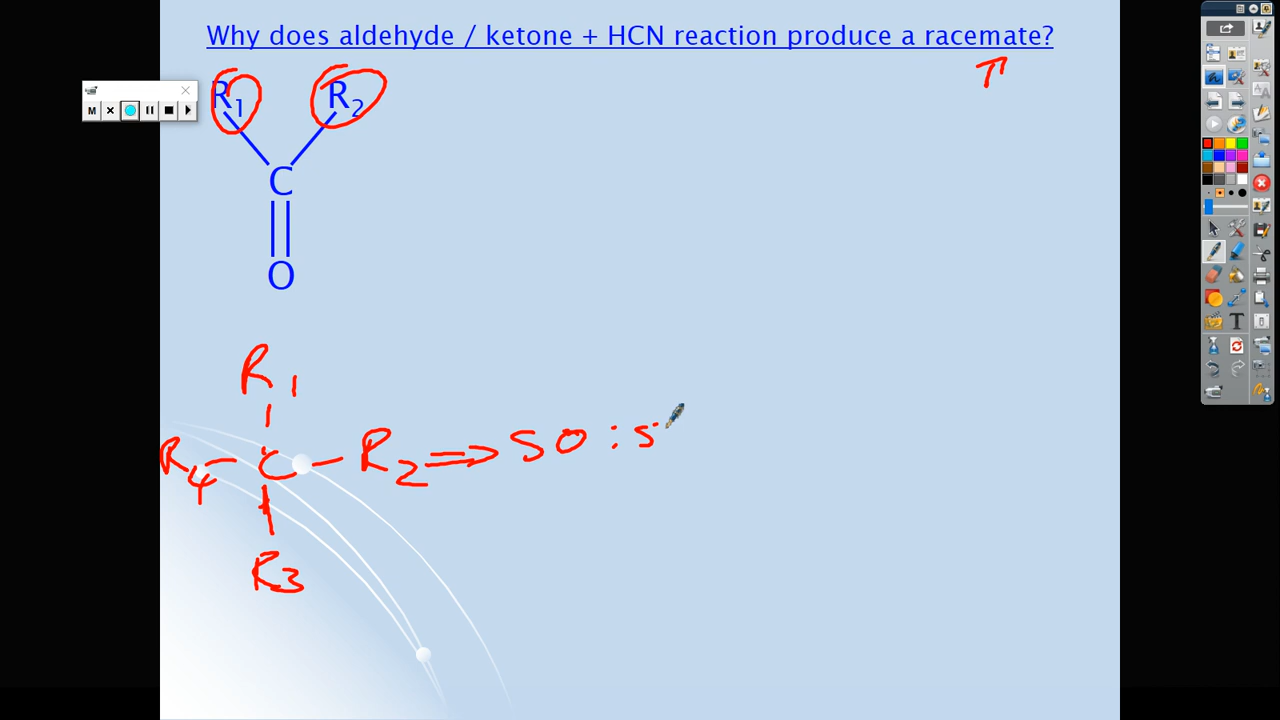 Why does aldehyde / ketone + HCN reaction produce a racemate?
M
R1 R2
C
O
R1
R4 - C - R2 ⇒ 50 : 5
R3
T